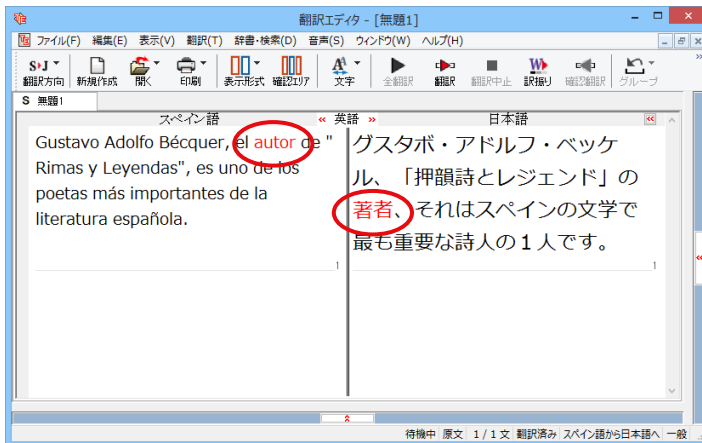 翻訳エディタ - [無題1]
ファイル(F) 編集(E) 表示(V) 翻訳(T) 辞書・検索(D) 音声(S) ウィンドウ(W) ヘルプ(H)
S›J
翻訳方向 新規作成 開く 印刷 表示形式 確認エリア 文字 全翻訳 翻訳 翻訳中止 訳振り 確認翻訳 グループ
S 無題1
スペイン語 « 英語 » 日本語 «
Gustavo Adolfo Bécquer, el autor de "
Rimas y Leyendas", es uno de los
poetas más importantes de la
literatura española.
1
グスタボ・アドルフ・ベッケ
ル、「押韻詩とレジェンド」の
著者、それはスペインの文学で
最も重要な詩人の１人です。
1
待機中 原文 1 / 1 文 翻訳済み スペイン語から日本語へ 一般